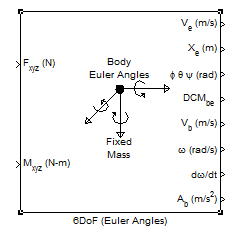 V_e (m/s)
X_e (m)
F_xyz (N)
Body
Euler Angles
ϕ θ ψ (rad)
DCM_be
V_b (m/s)
Fixed
Mass
M_xyz (N-m)
ω (rad/s)
dω/dt
A_b (m/s²)
6DoF (Euler Angles)